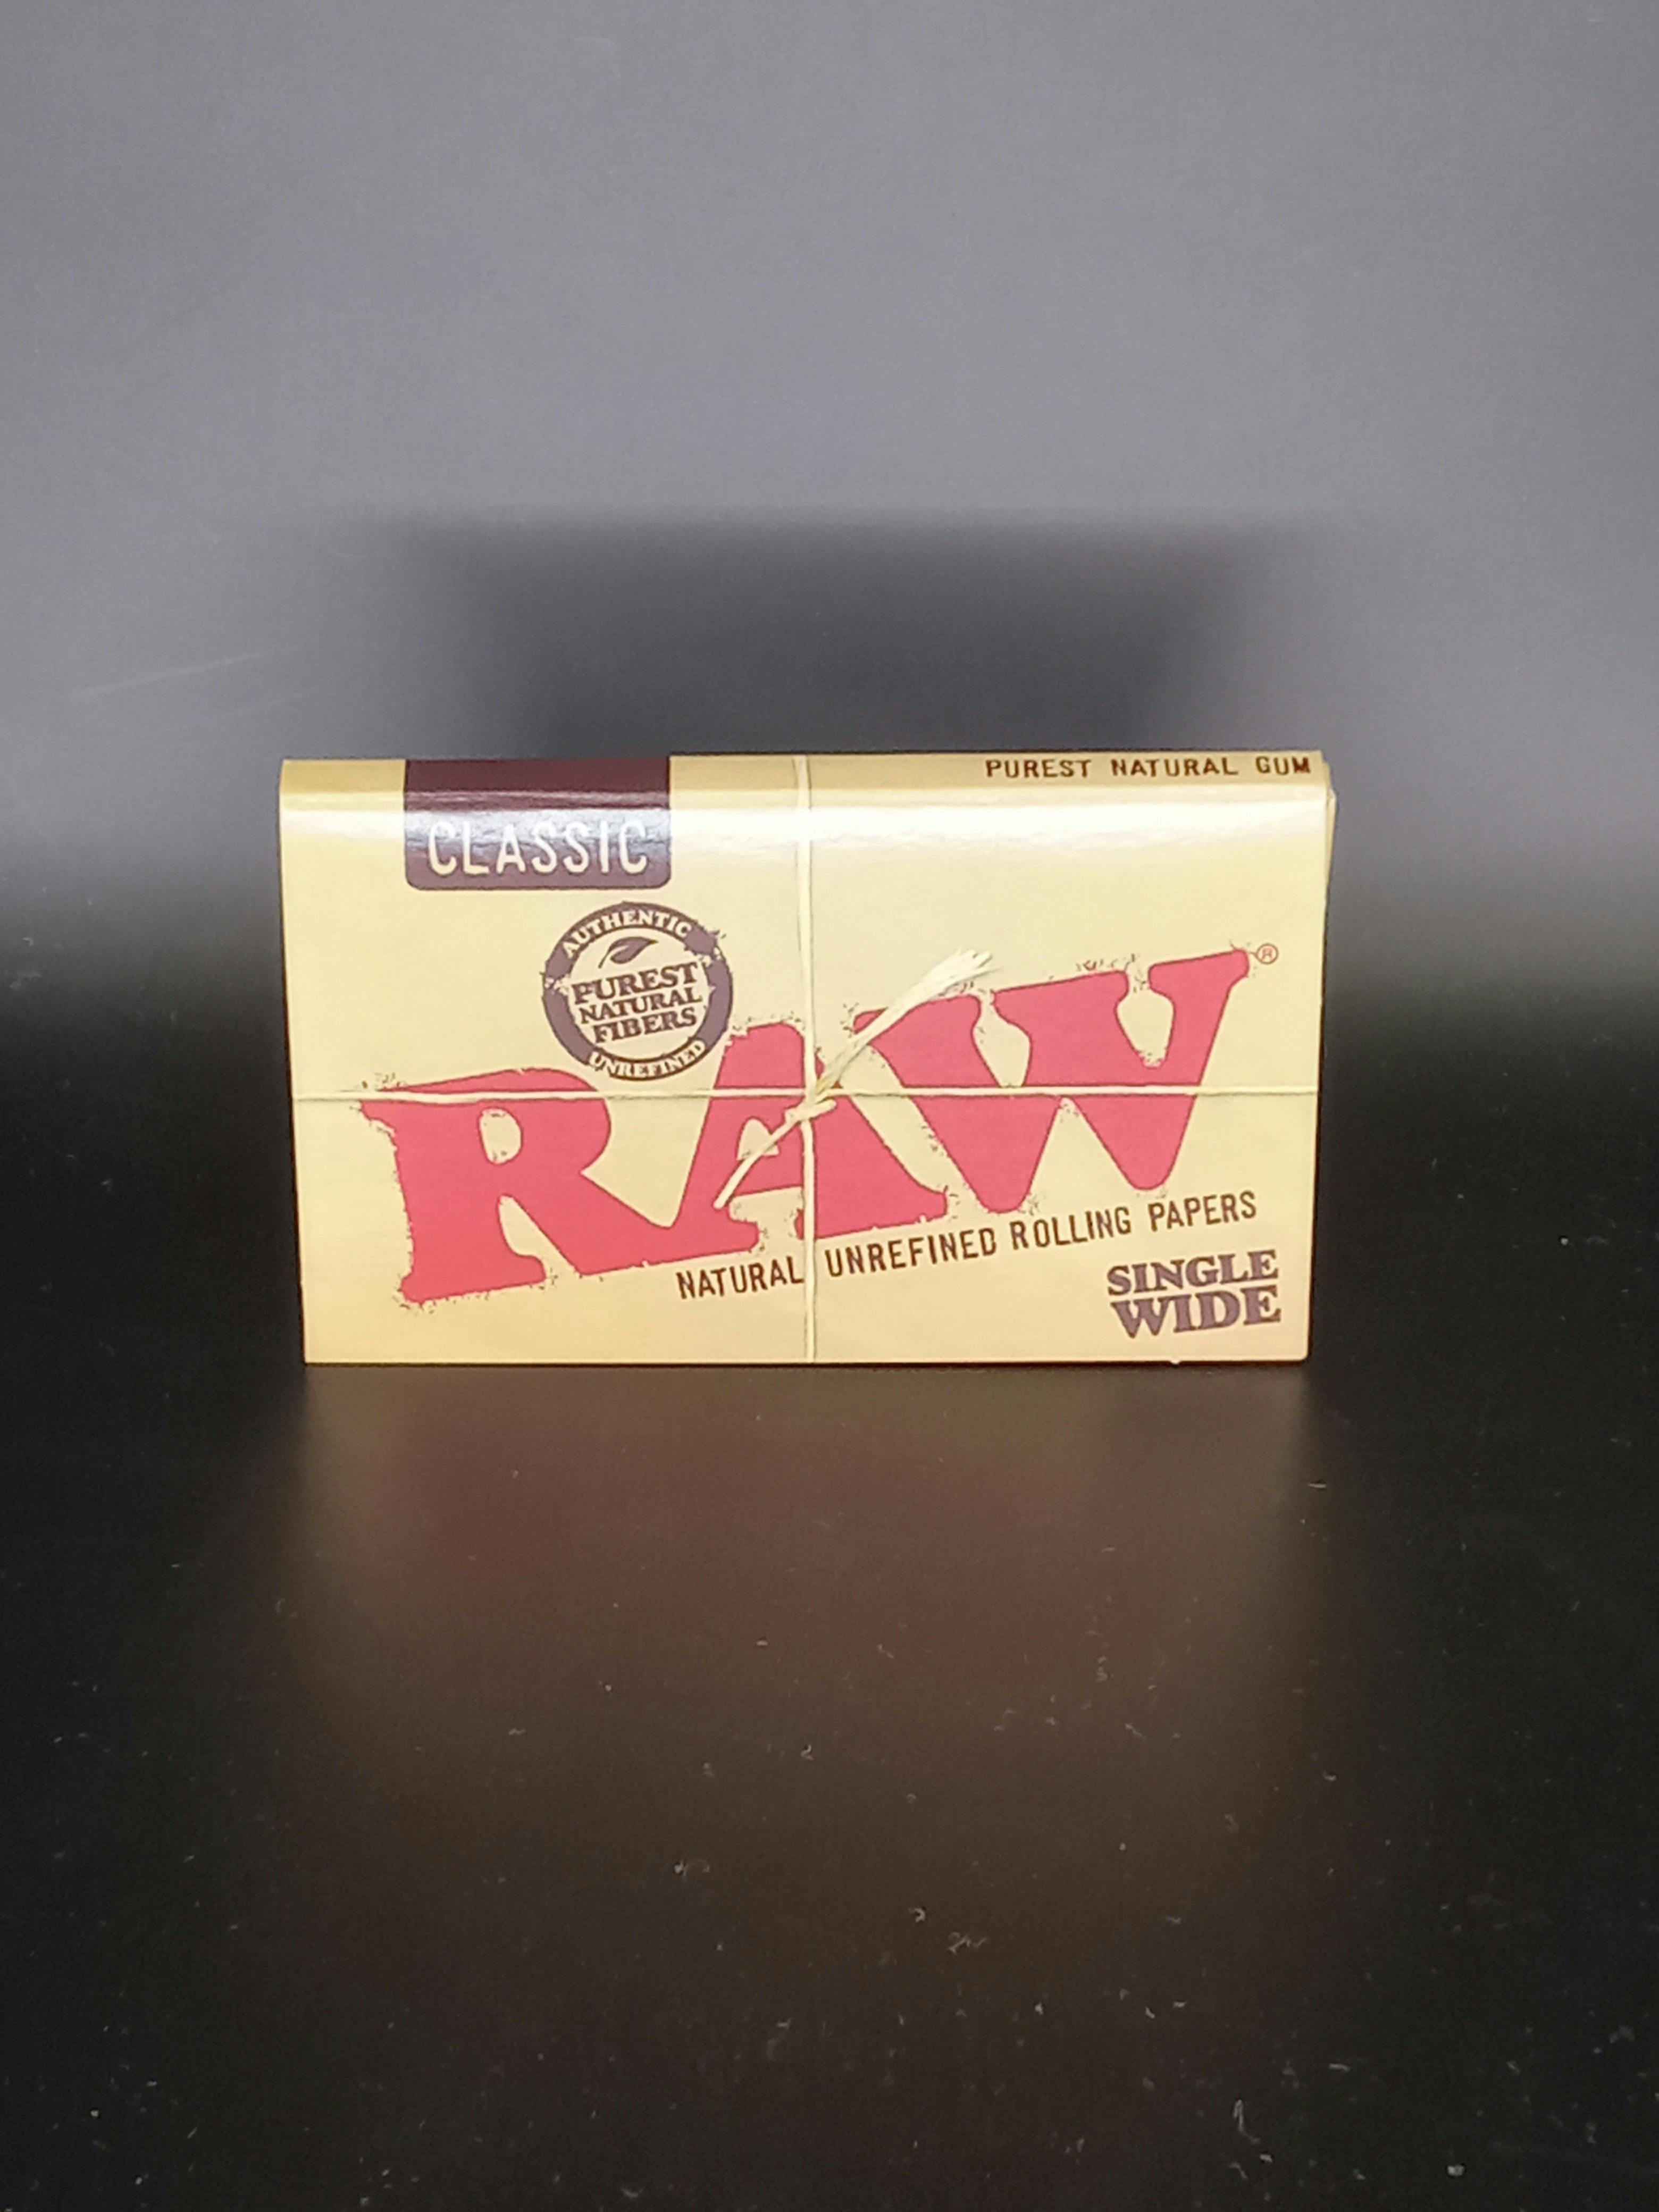 PUREST NATURAL GUM
CLASSIC
AUTHENTIC
PUREST
NATURAL
FIBERS
UNREFINED
RAW®
NATURAL UNREFINED ROLLING PAPERS
SINGLE
WIDE